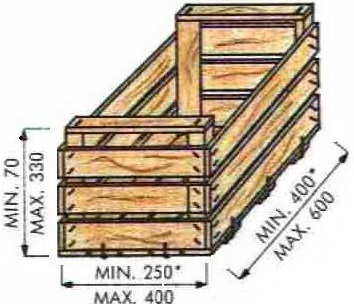 MIN. 70
MAX. 330
MIN. 250*
MAX. 400
MIN. 400*
MAX. 600